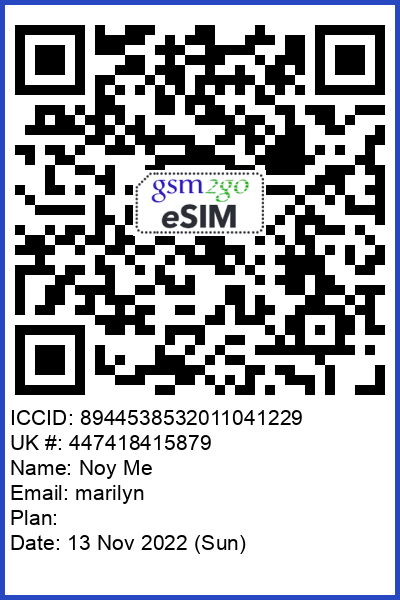 gsm2go
eSIM
ICCID: 8944538532011041229
UK #: 447418415879
Name: Noy Me
Email: marilyn
Plan:
Date: 13 Nov 2022 (Sun)